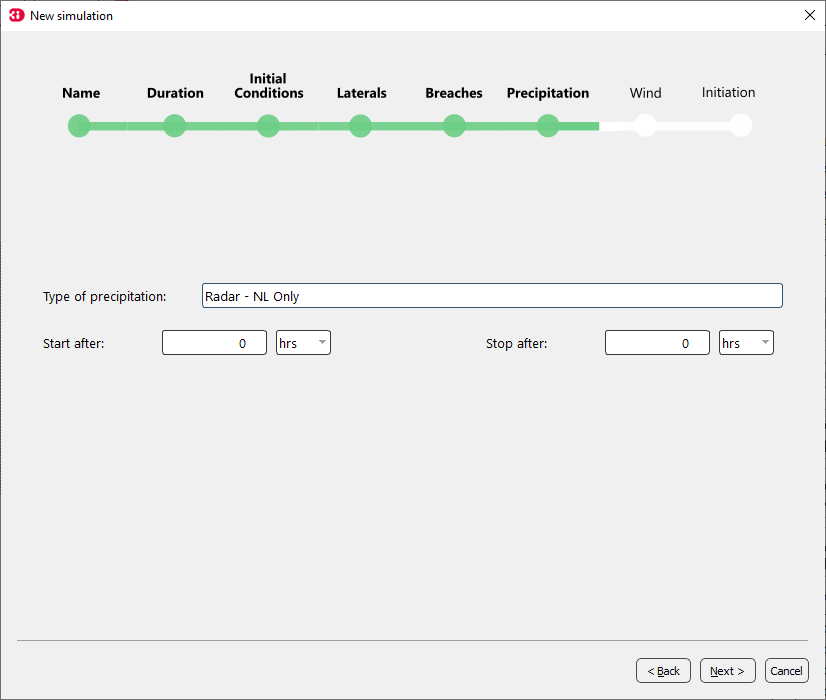 New simulation
Name Duration Initial Conditions Laterals Breaches Precipitation Wind Initiation
Type of precipitation: Radar - NL Only
Start after: 0 hrs Stop after: 0 hrs
< Back Next > Cancel